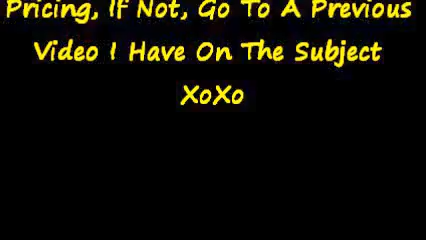 Pricing, If Not, Go To A Previous
Video I Have On The Subject
XoXo